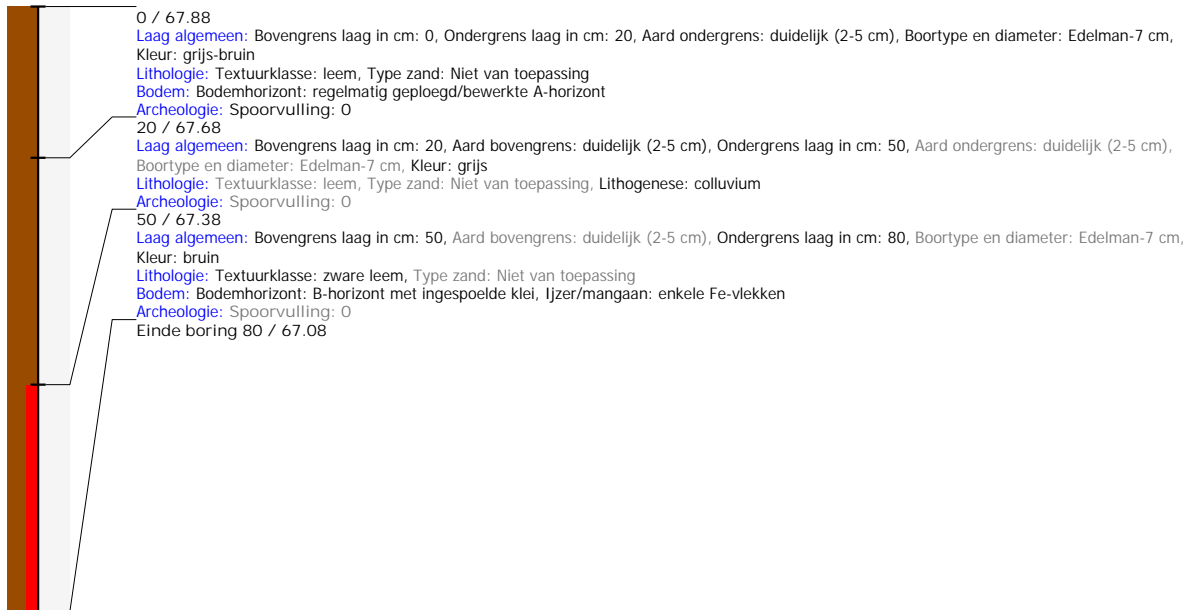 0 / 67.88
Laag algemeen: Bovengrens laag in cm: 0, Ondergrens laag in cm: 20, Aard ondergrens: duidelijk (2-5 cm), Boortype en diameter: Edelman-7 cm,
Kleur: grijs-bruin
Lithologie: Textuurklasse: leem, Type zand: Niet van toepassing
Bodem: Bodemhorizont: regelmatig geploegd/bewerkte A-horizont
Archeologie: Spoorvulling: 0
20 / 67.68
Laag algemeen: Bovengrens laag in cm: 20, Aard bovengrens: duidelijk (2-5 cm), Ondergrens laag in cm: 50, Aard ondergrens: duidelijk (2-5 cm),
Boortype en diameter: Edelman-7 cm, Kleur: grijs
Lithologie: Textuurklasse: leem, Type zand: Niet van toepassing, Lithogenese: colluvium
Archeologie: Spoorvulling: 0
50 / 67.38
Laag algemeen: Bovengrens laag in cm: 50, Aard bovengrens: duidelijk (2-5 cm), Ondergrens laag in cm: 80, Boortype en diameter: Edelman-7 cm,
Kleur: bruin
Lithologie: Textuurklasse: zware leem, Type zand: Niet van toepassing
Bodem: Bodemhorizont: B-horizont met ingespoelde klei, Ijzer/mangaan: enkele Fe-vlekken
Archeologie: Spoorvulling: 0
Einde boring 80 / 67.08